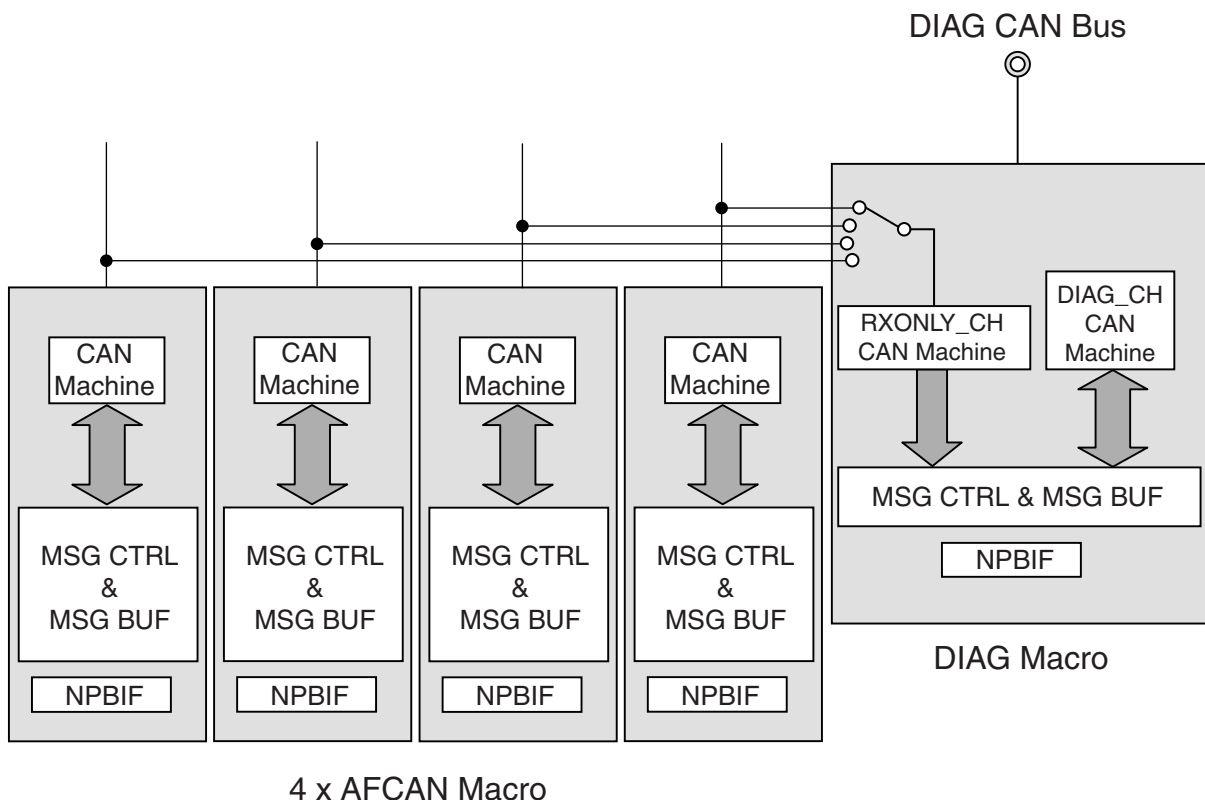 DIAG CAN Bus
CAN
Machine
MSG CTRL
&
MSG BUF
NPBIF
CAN
Machine
MSG CTRL
&
MSG BUF
NPBIF
CAN
Machine
MSG CTRL
&
MSG BUF
NPBIF
CAN
Machine
MSG CTRL
&
MSG BUF
NPBIF
RXONLY_CH
CAN Machine
DIAG_CH
CAN
Machine
MSG CTRL & MSG BUF
NPBIF
DIAG Macro
4 x AFCAN Macro